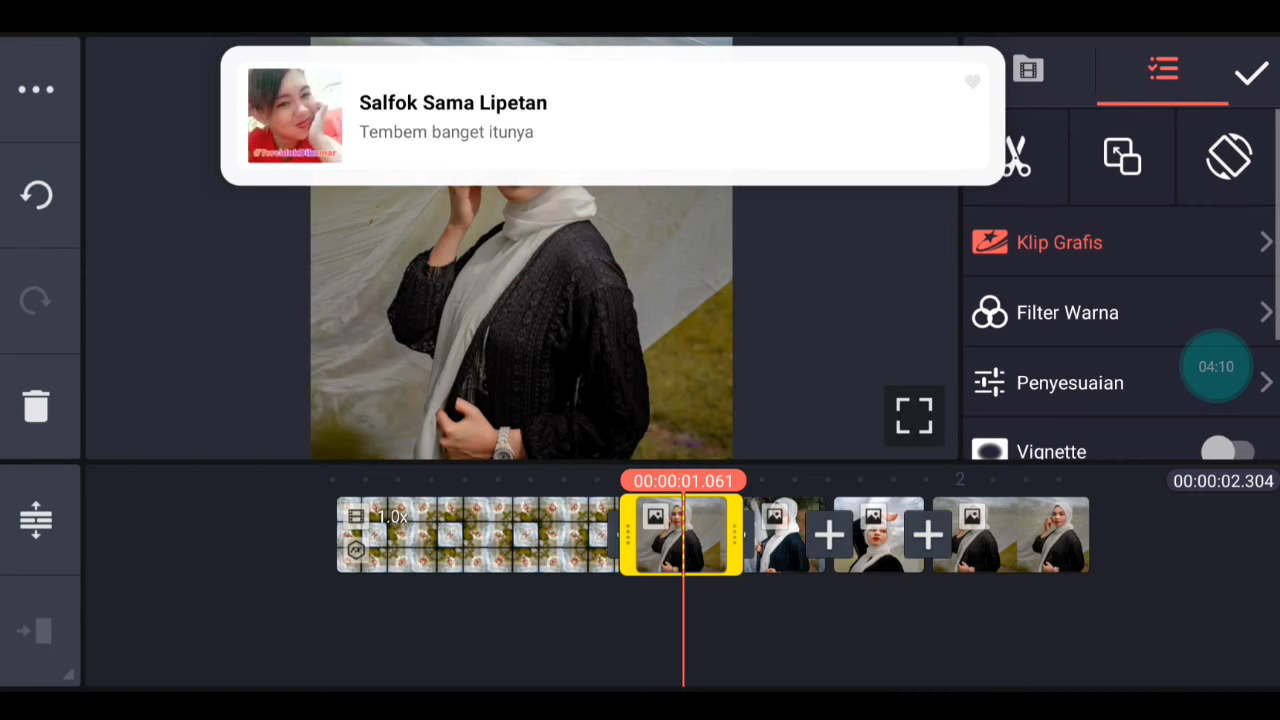 Salfok Sama Lipetan
Tembem banget itunya
Klip Grafis
Filter Warna
Penyesuaian
04:10
Vignette
00:00:01.061
2
00:00:02.304
1.0x